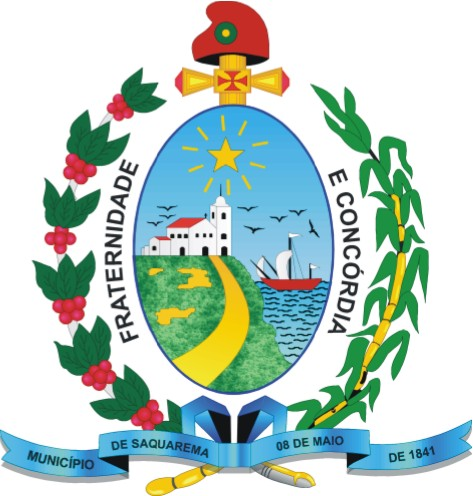 FRATERNIDADE
E CONCÓRDIA
MUNICÍPIO DE SAQUAREMA 08 DE MAIO DE 1841